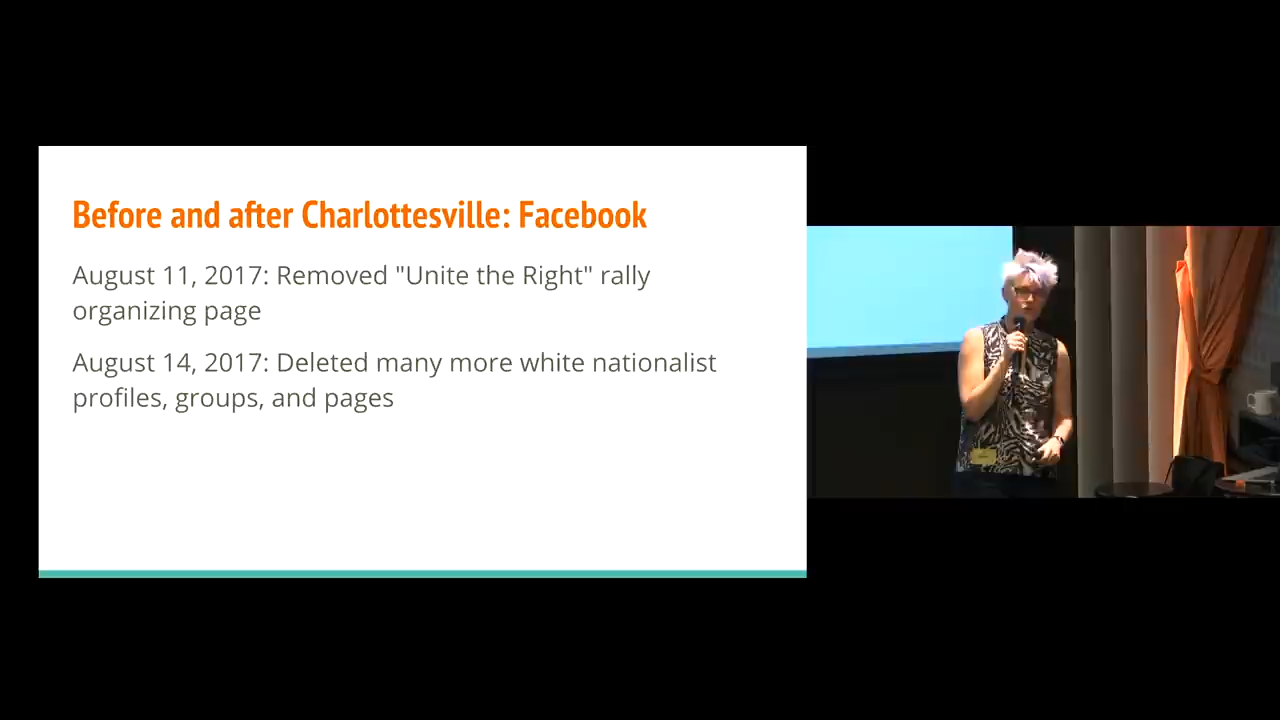 Before and after Charlottesville: Facebook
August 11, 2017: Removed "Unite the Right" rally
organizing page
August 14, 2017: Deleted many more white nationalist
profiles, groups, and pages